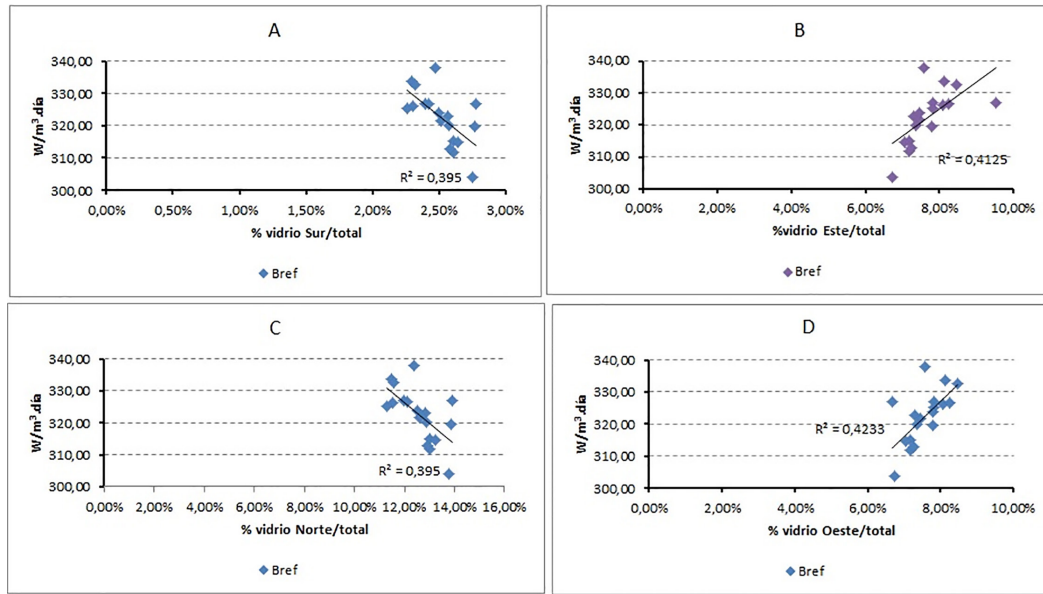 A
340,00
330,00
320,00
310,00
300,00
W/m³.día
R² = 0,395
0,00% 0,50% 1,00% 1,50% 2,00% 2,50% 3,00%
% vidrio Sur/total
Bref
B
340,00
330,00
320,00
310,00
300,00
W/m³.día
R² = 0,4125
0,00% 2,00% 4,00% 6,00% 8,00% 10,00%
%vidrio Este/total
Bref
C
340,00
330,00
320,00
310,00
300,00
W/m³.día
R² = 0,395
0,00% 2,00% 4,00% 6,00% 8,00% 10,00% 12,00% 14,00% 16,00%
% vidrio Norte/total
Bref
D
340,00
330,00
320,00
310,00
300,00
W/m³.día
R² = 0,4233
0,00% 2,00% 4,00% 6,00% 8,00% 10,00%
% vidrio Oeste/total
Bref